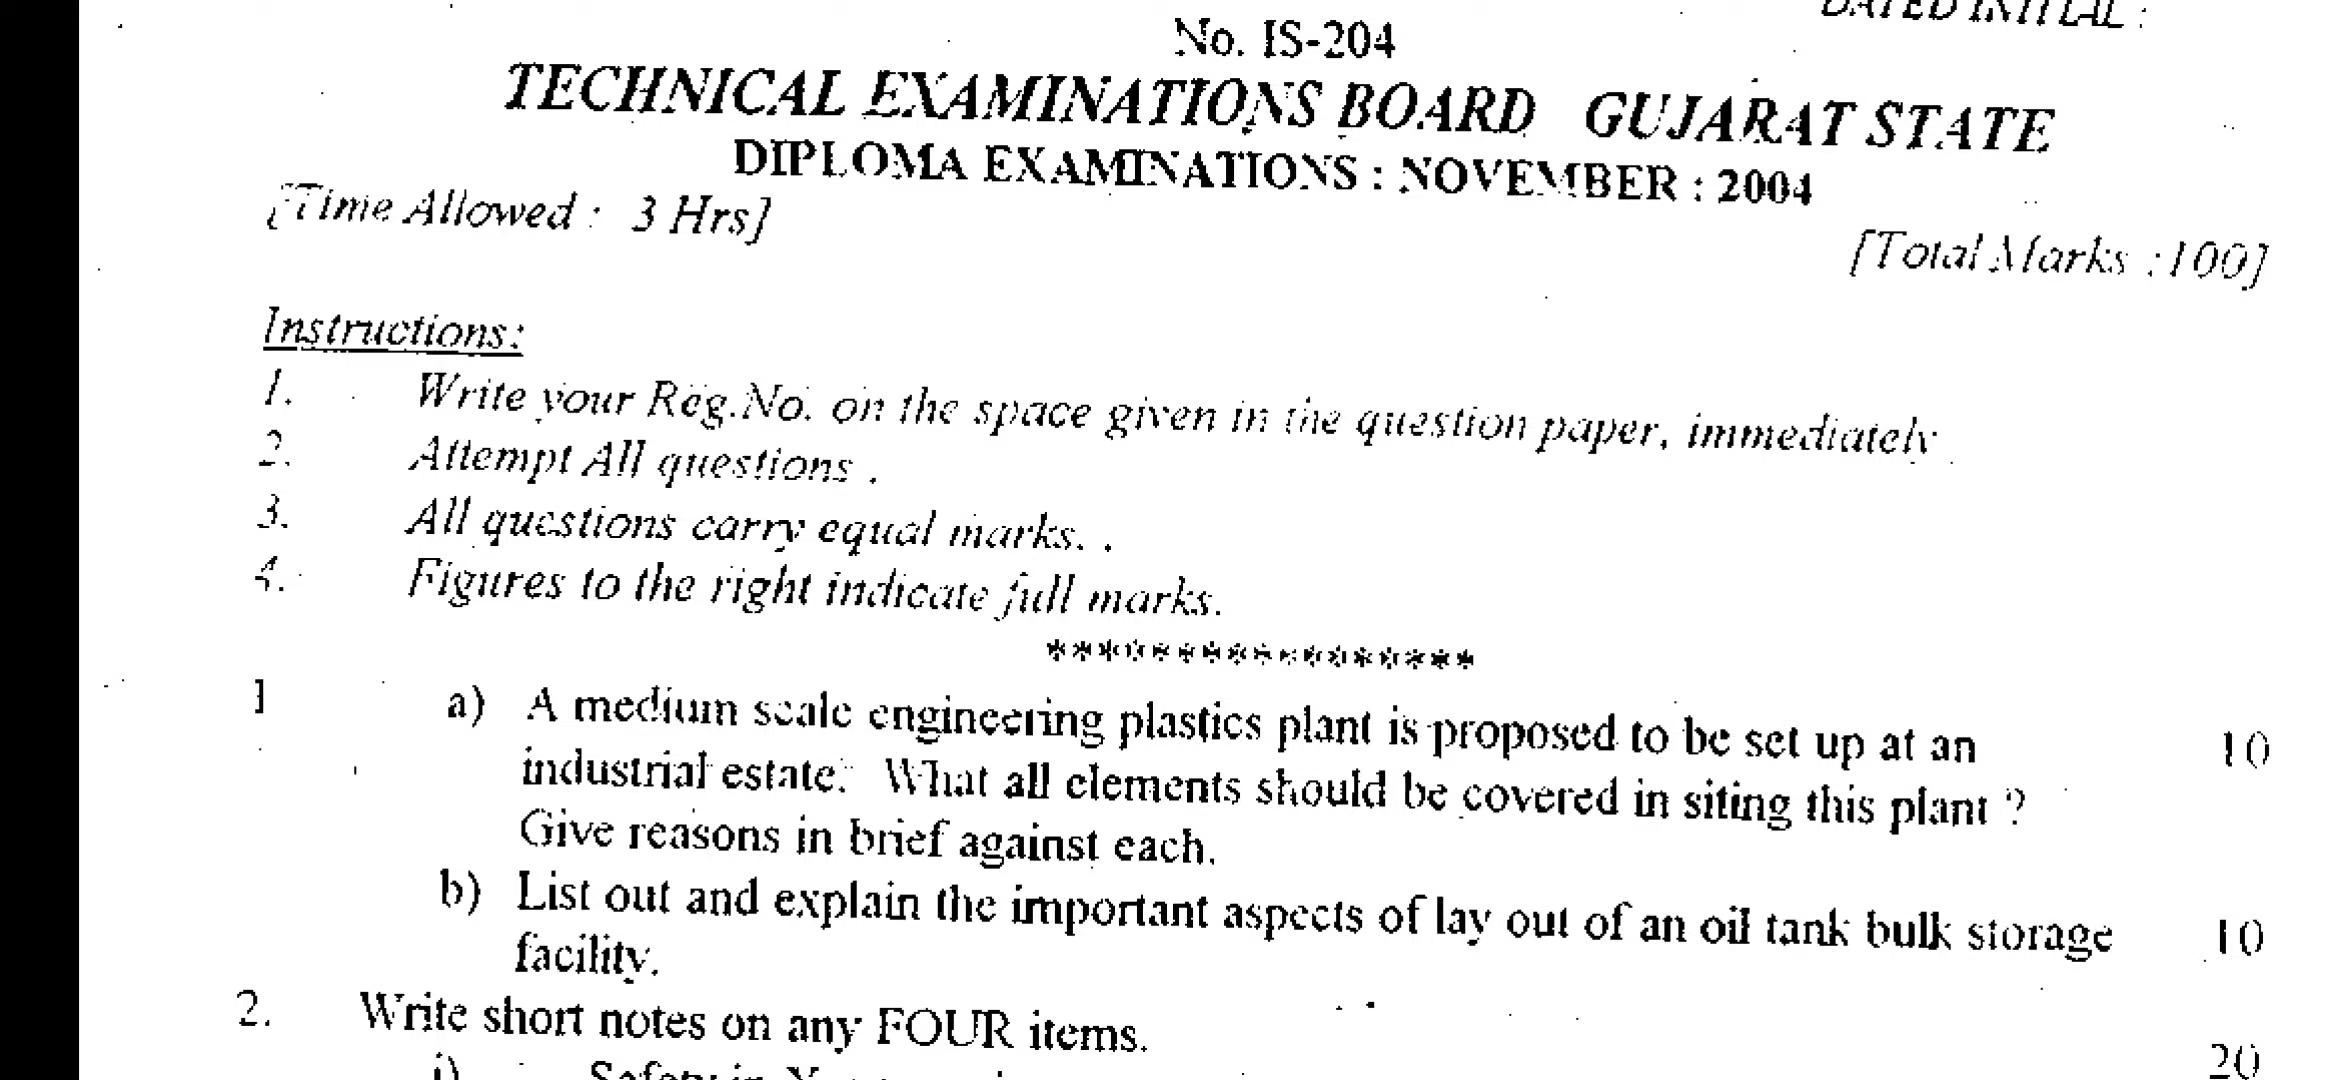 DATED INITIAL :
No. IS-204
TECHNICAL EXAMINATIONS BOARD GUJARAT STATE
DIPLOMA EXAMINATIONS : NOVEMBER : 2004
[Time Allowed : 3 Hrs]
[Total Marks :100]
Instructions:
1. Write your Reg.No. on the space given in the question paper, immediately
2. Attempt All questions .
3. All questions carry equal marks. .
4. Figures to the right indicate full marks.
*****************
1 a) A medium scale engineering plastics plant is proposed to be set up at an 10
industrial estate. What all elements should be covered in siting this plant ?
Give reasons in brief against each.
b) List out and explain the important aspects of lay out of an oil tank bulk storage 10
facility.
2. Write short notes on any FOUR items. 20
i) Safety in